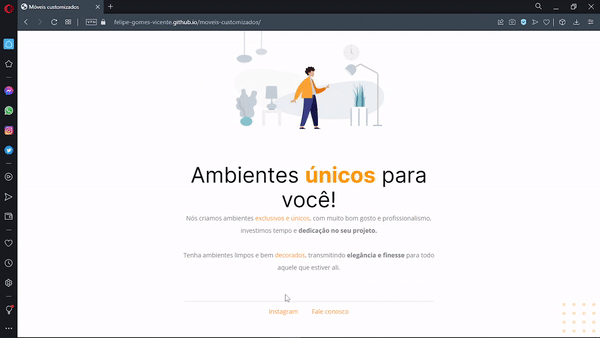 Móveis customizados
VPN
felipe-gomes-vicente.github.io/moveis-customizados/
Ambientes únicos para
você!
Nós criamos ambientes exclusivos e unicos, com muito bom gosto e profissionalismo,
investimos tempo e dedicação no seu projeto.
Tenha ambientes limpos e bem decorados, transmitindo elegância e finesse para todo
aquele que estiver ali.
Instagram Fale conosco